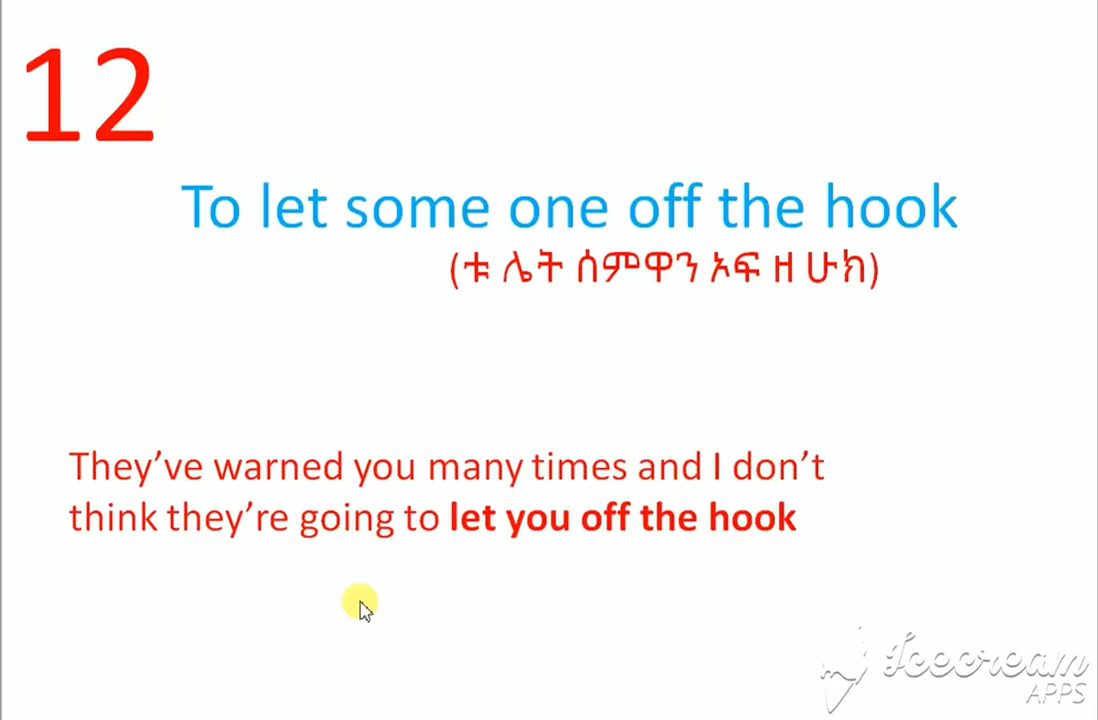 12
To let some one off the hook
(ቱ ሌት ሰምዋን ኦፍ ዘ ሁክ)
They’ve warned you many times and I don’t
think they’re going to let you off the hook
Icecream
APPS